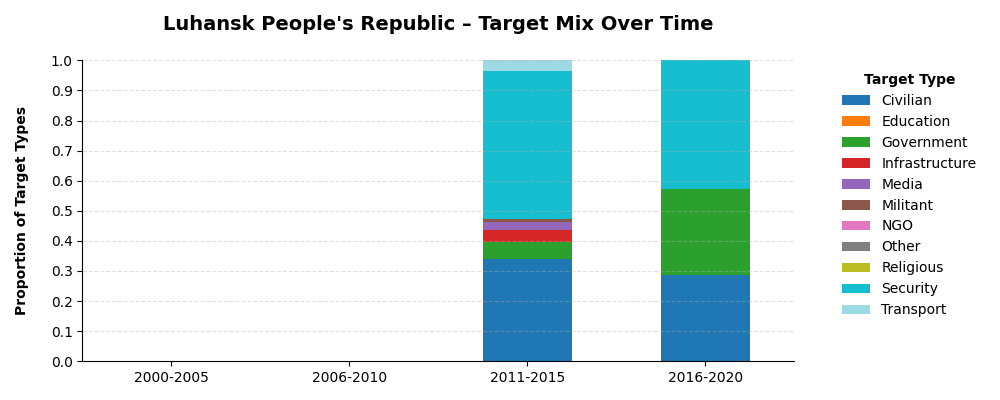 Luhansk People's Republic – Target Mix Over Time
Proportion of Target Types
1.0
0.9
0.8
0.7
0.6
0.5
0.4
0.3
0.2
0.1
0.0
2000-2005
2006-2010
2011-2015
2016-2020
Target Type
Civilian
Education
Government
Infrastructure
Media
Militant
NGO
Other
Religious
Security
Transport